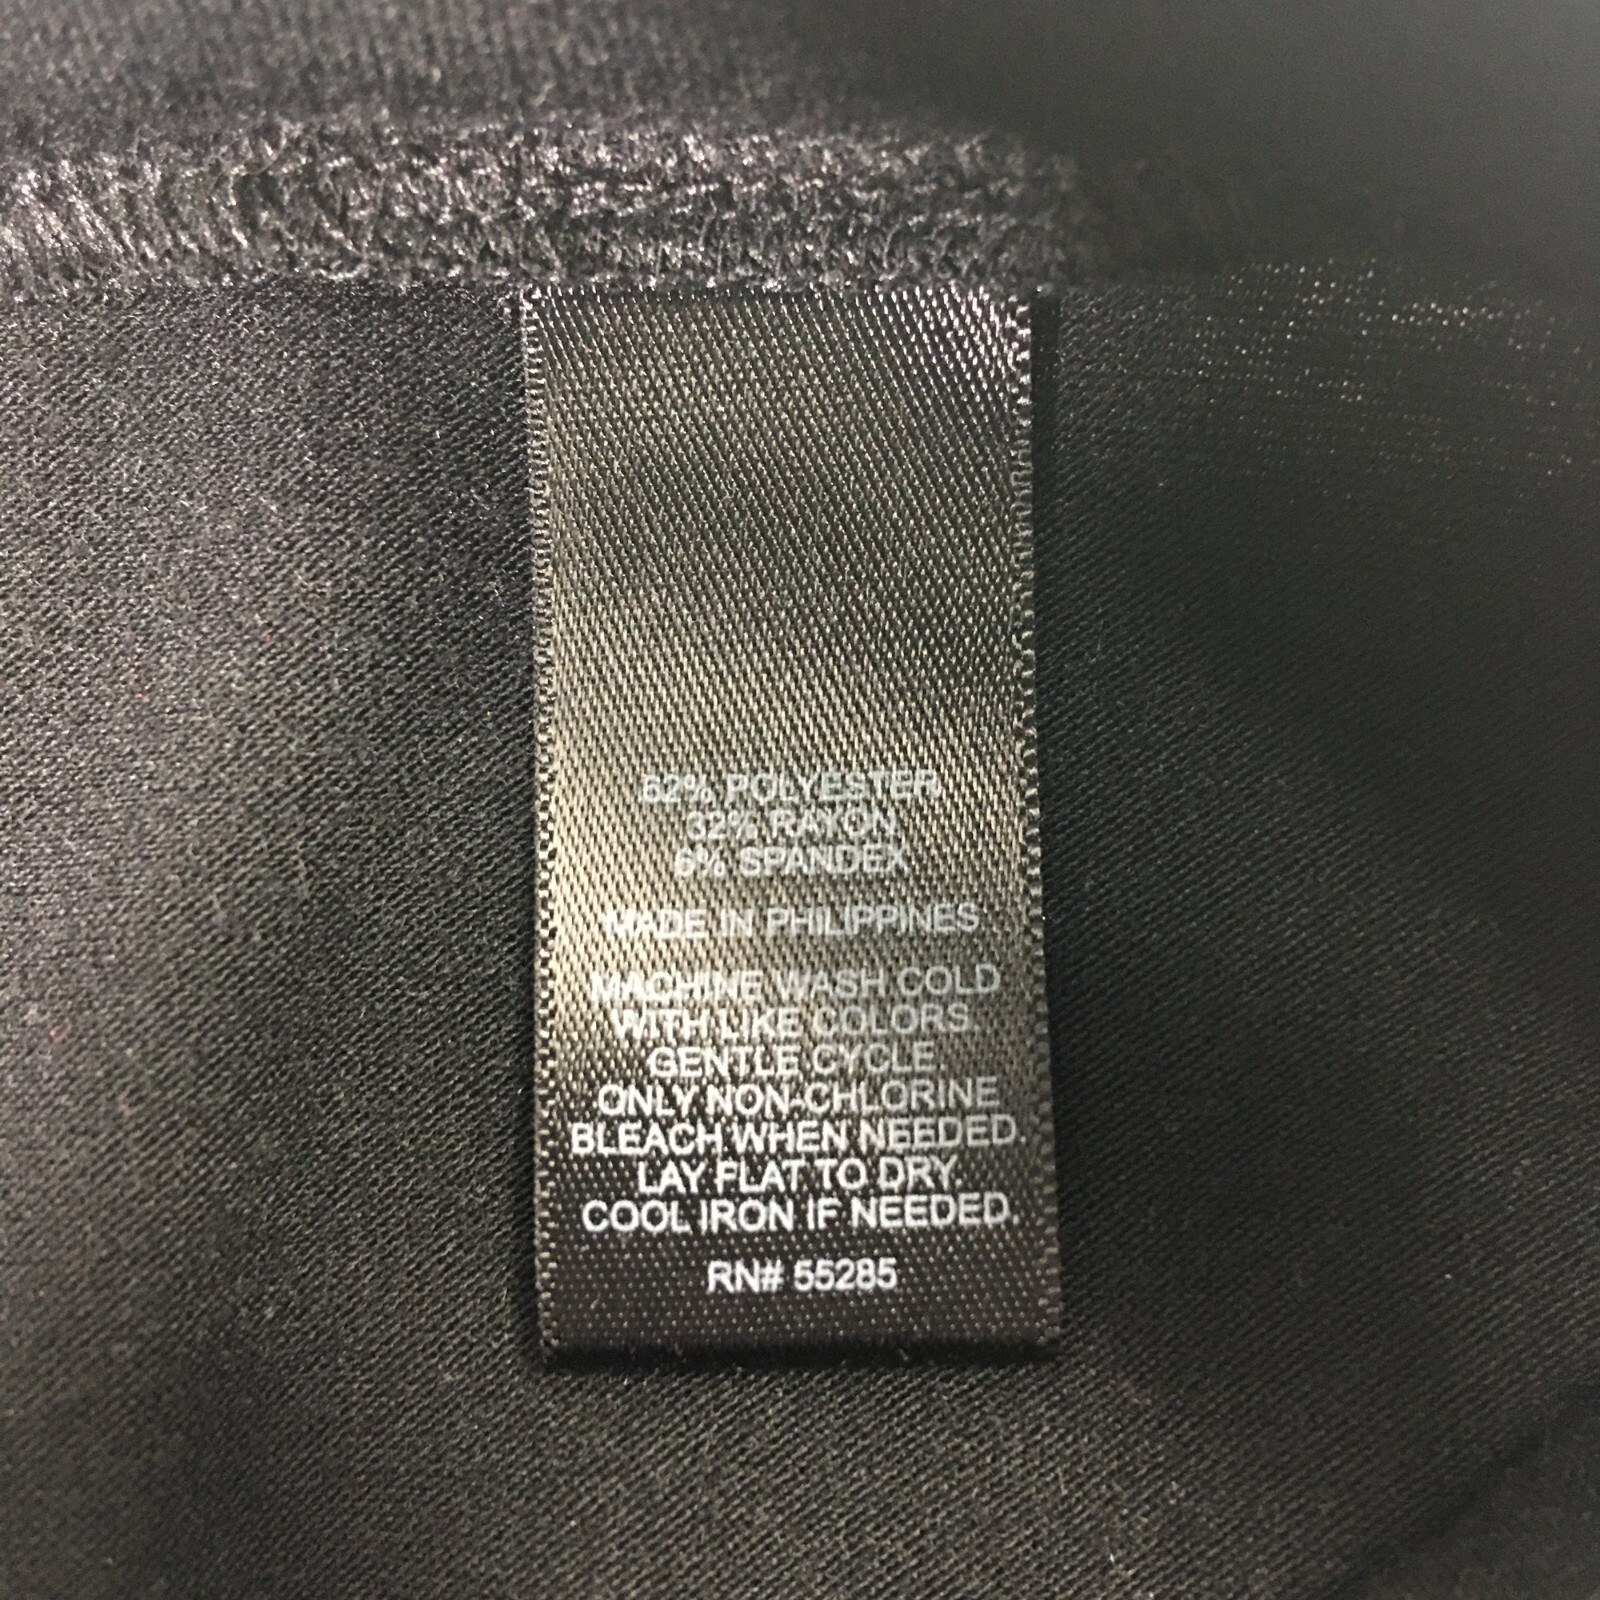 62% POLYESTER
32% RAYON
6% SPANDEX
MADE IN PHILIPPINES
MACHINE WASH COLD
WITH LIKE COLORS.
GENTLE CYCLE
ONLY NON-CHLORINE
BLEACH WHEN NEEDED.
LAY FLAT TO DRY.
COOL IRON IF NEEDED.
RN# 55285